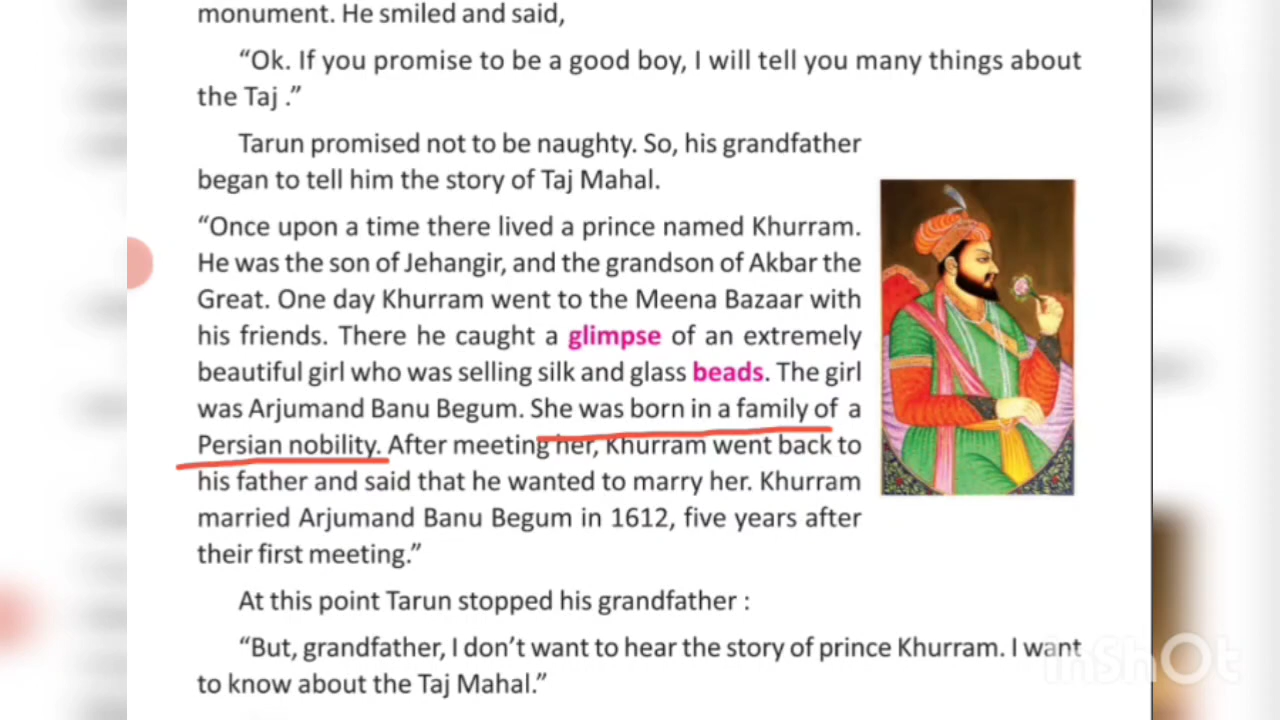 monument. He smiled and said,
“Ok. If you promise to be a good boy, I will tell you many things about
the Taj .”
Tarun promised not to be naughty. So, his grandfather
began to tell him the story of Taj Mahal.
“Once upon a time there lived a prince named Khurram.
He was the son of Jehangir, and the grandson of Akbar the
Great. One day Khurram went to the Meena Bazaar with
his friends. There he caught a glimpse of an extremely
beautiful girl who was selling silk and glass beads. The girl
was Arjumand Banu Begum. She was born in a family of a
Persian nobility. After meeting her, Khurram went back to
his father and said that he wanted to marry her. Khurram
married Arjumand Banu Begum in 1612, five years after
their first meeting.”
At this point Tarun stopped his grandfather :
“But, grandfather, I don’t want to hear the story of prince Khurram. I want
to know about the Taj Mahal.”
InShOt